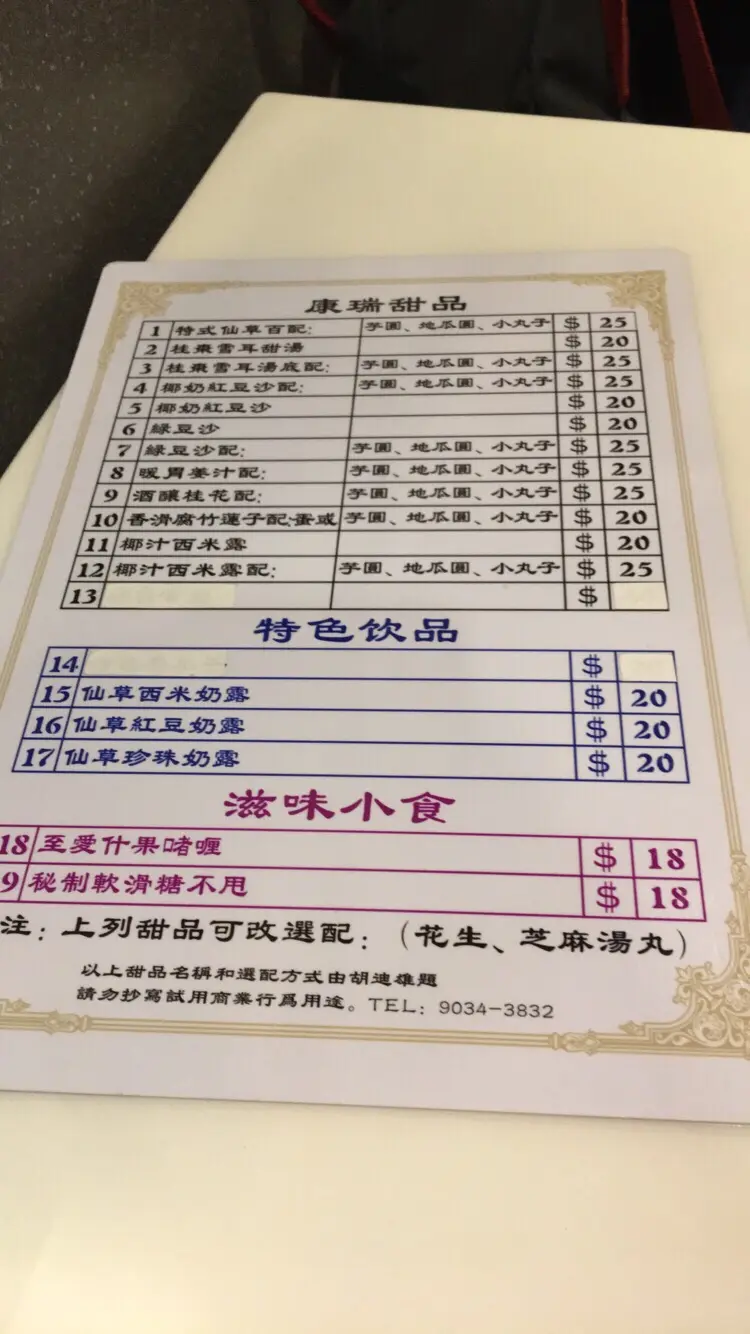 康瑞甜品
1 特式仙草百配: 芋圓、地瓜圓、小丸子 $ 25
2 桂棗雪耳甜湯 $ 20
3 桂棗雪耳湯底配: 芋圓、地瓜圓、小丸子 $ 25
4 椰奶紅豆沙配: 芋圓、地瓜圓、小丸子 $ 25
5 椰奶紅豆沙 $ 20
6 綠豆沙 $ 20
7 綠豆沙配: 芋圓、地瓜圓、小丸子 $ 25
8 暖胃姜汁配: 芋圓、地瓜圓、小丸子 $ 25
9 酒釀桂花配: 芋圓、地瓜圓、小丸子 $ 25
10 香滑腐竹蓮子配:蛋或 芋圓、地瓜圓、小丸子 $ 20
11 椰汁西米露 $ 20
12 椰汁西米露配: 芋圓、地瓜圓、小丸子 $ 25
13 $
特色饮品
14 $
15 仙草西米奶露 $ 20
16 仙草紅豆奶露 $ 20
17 仙草珍珠奶露 $ 20
滋味小食
18 至愛什果啫喱 $ 18
9 秘制軟滑糖不甩 $ 18
注: 上列甜品可改選配: (花生、芝麻湯丸)
以上甜品名稱和選配方式由胡迪雄題
請勿抄寫試用商業行爲用途。TEL: 9034-3832